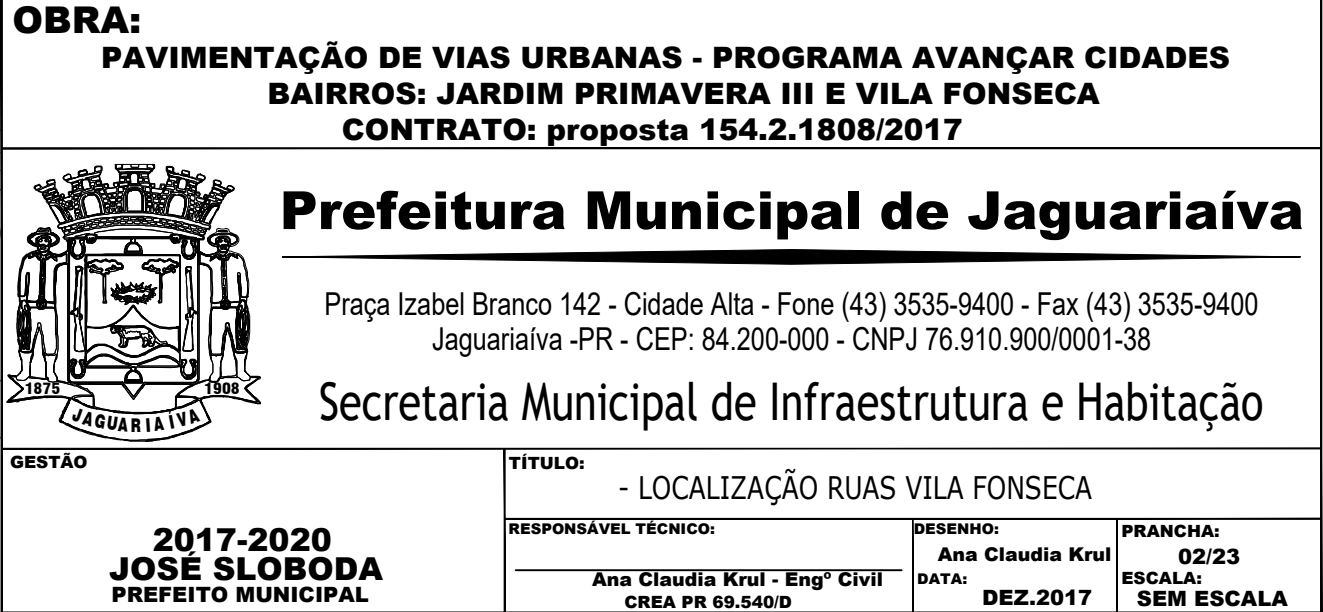 OBRA:
PAVIMENTAÇÃO DE VIAS URBANAS - PROGRAMA AVANÇAR CIDADES
BAIRROS: JARDIM PRIMAVERA III E VILA FONSECA
CONTRATO: proposta 154.2.1808/2017
Prefeitura Municipal de Jaguariaíva
Praça Izabel Branco 142 - Cidade Alta - Fone (43) 3535-9400 - Fax (43) 3535-9400
Jaguariaíva -PR - CEP: 84.200-000 - CNPJ 76.910.900/0001-38
Secretaria Municipal de Infraestrutura e Habitação
1875 1908
JAGUARIAÍVA
GESTÃO
2017-2020
JOSÉ SLOBODA
PREFEITO MUNICIPAL
TÍTULO:
- LOCALIZAÇÃO RUAS VILA FONSECA
RESPONSÁVEL TÉCNICO:
Ana Claudia Krul - Engº Civil
CREA PR 69.540/D
DESENHO:
Ana Claudia Krul
DATA:
DEZ.2017
PRANCHA:
02/23
ESCALA:
SEM ESCALA